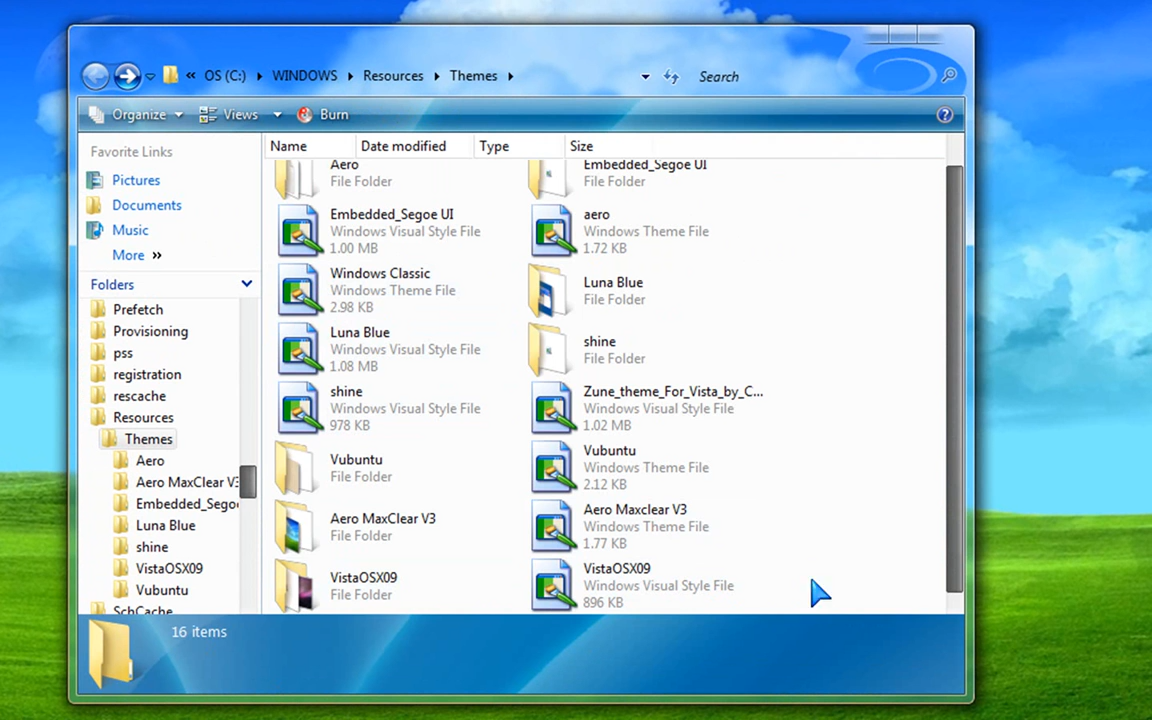 « OS (C:) ▸ WINDOWS ▸ Resources ▸ Themes ▸
Search
Organize
Views
Burn
Favorite Links
Pictures
Documents
Music
More »
Folders
Prefetch
Provisioning
pss
registration
rescache
Resources
Themes
Aero
Aero MaxClear V3
Embedded_Sego
Luna Blue
shine
VistaOSX09
Vubuntu
SchCache
Name Date modified Type Size
Aero
File Folder
Embedded_Segoe UI
File Folder
Embedded_Segoe UI
Windows Visual Style File
1.00 MB
aero
Windows Theme File
1.72 KB
Windows Classic
Windows Theme File
2.98 KB
Luna Blue
File Folder
Luna Blue
Windows Visual Style File
1.08 MB
shine
File Folder
shine
Windows Visual Style File
978 KB
Zune_theme_For_Vista_by_C...
Windows Visual Style File
1.02 MB
Vubuntu
File Folder
Vubuntu
Windows Theme File
2.12 KB
Aero MaxClear V3
File Folder
Aero Maxclear V3
Windows Theme File
1.77 KB
VistaOSX09
File Folder
VistaOSX09
Windows Visual Style File
896 KB
16 items